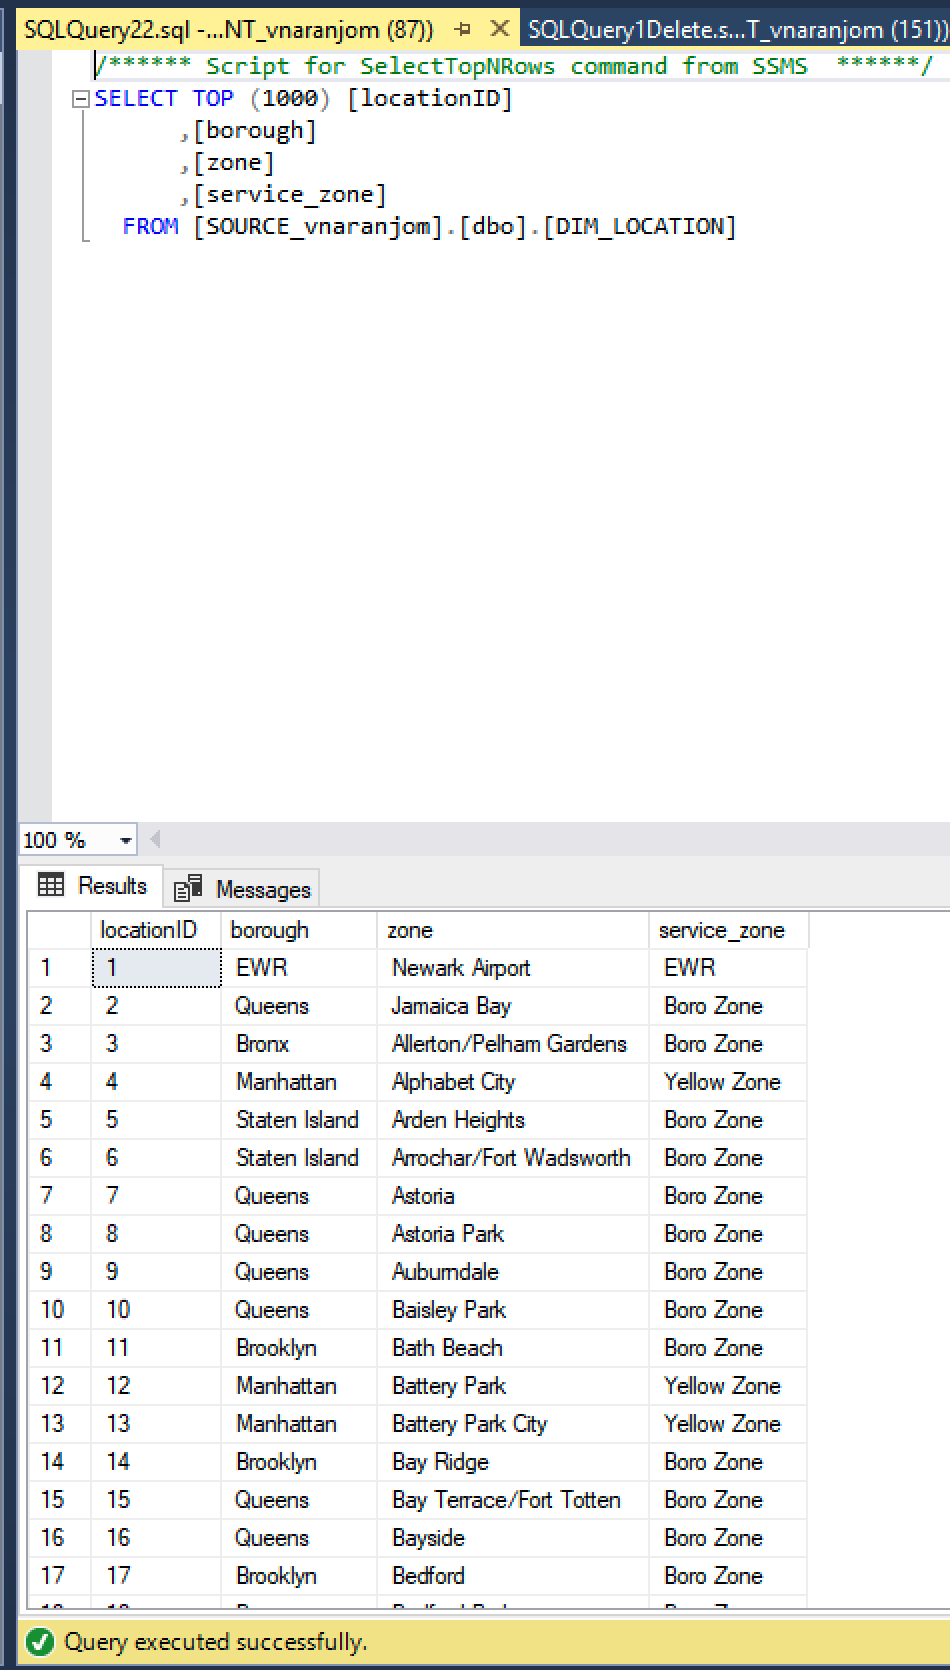 SQLQuery22.sql -...NT_vnaranjom (87)) SQLQuery1Delete.s...T_vnaranjom (151))
/****** Script for SelectTopNRows command from SSMS ******/
SELECT TOP (1000) [locationID]
,[borough]
,[zone]
,[service_zone]
FROM [SOURCE_vnaranjom].[dbo].[DIM_LOCATION]
100 %
Results Messages
locationID borough zone service_zone
1 1 EWR Newark Airport EWR
2 2 Queens Jamaica Bay Boro Zone
3 3 Bronx Allerton/Pelham Gardens Boro Zone
4 4 Manhattan Alphabet City Yellow Zone
5 5 Staten Island Arden Heights Boro Zone
6 6 Staten Island Arrochar/Fort Wadsworth Boro Zone
7 7 Queens Astoria Boro Zone
8 8 Queens Astoria Park Boro Zone
9 9 Queens Auburndale Boro Zone
10 10 Queens Baisley Park Boro Zone
11 11 Brooklyn Bath Beach Boro Zone
12 12 Manhattan Battery Park Yellow Zone
13 13 Manhattan Battery Park City Yellow Zone
14 14 Brooklyn Bay Ridge Boro Zone
15 15 Queens Bay Terrace/Fort Totten Boro Zone
16 16 Queens Bayside Boro Zone
17 17 Brooklyn Bedford Boro Zone
Query executed successfully.